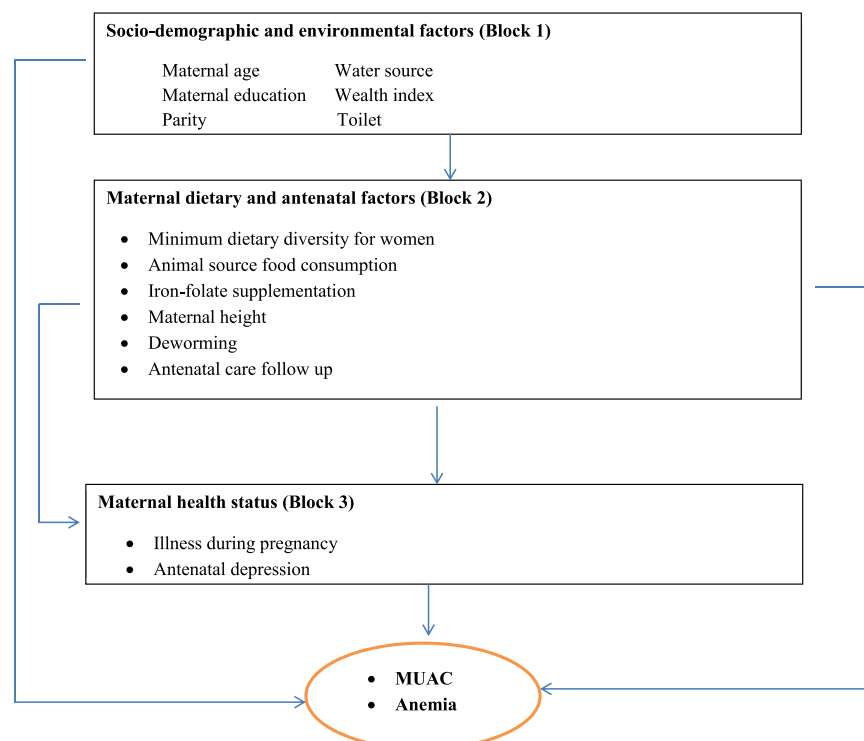 Socio-demographic and environmental factors (Block 1)
Maternal age Water source
Maternal education Wealth index
Parity Toilet
Maternal dietary and antenatal factors (Block 2)
• Minimum dietary diversity for women
• Animal source food consumption
• Iron-folate supplementation
• Maternal height
• Deworming
• Antenatal care follow up
Maternal health status (Block 3)
• Illness during pregnancy
• Antenatal depression
• MUAC
• Anemia